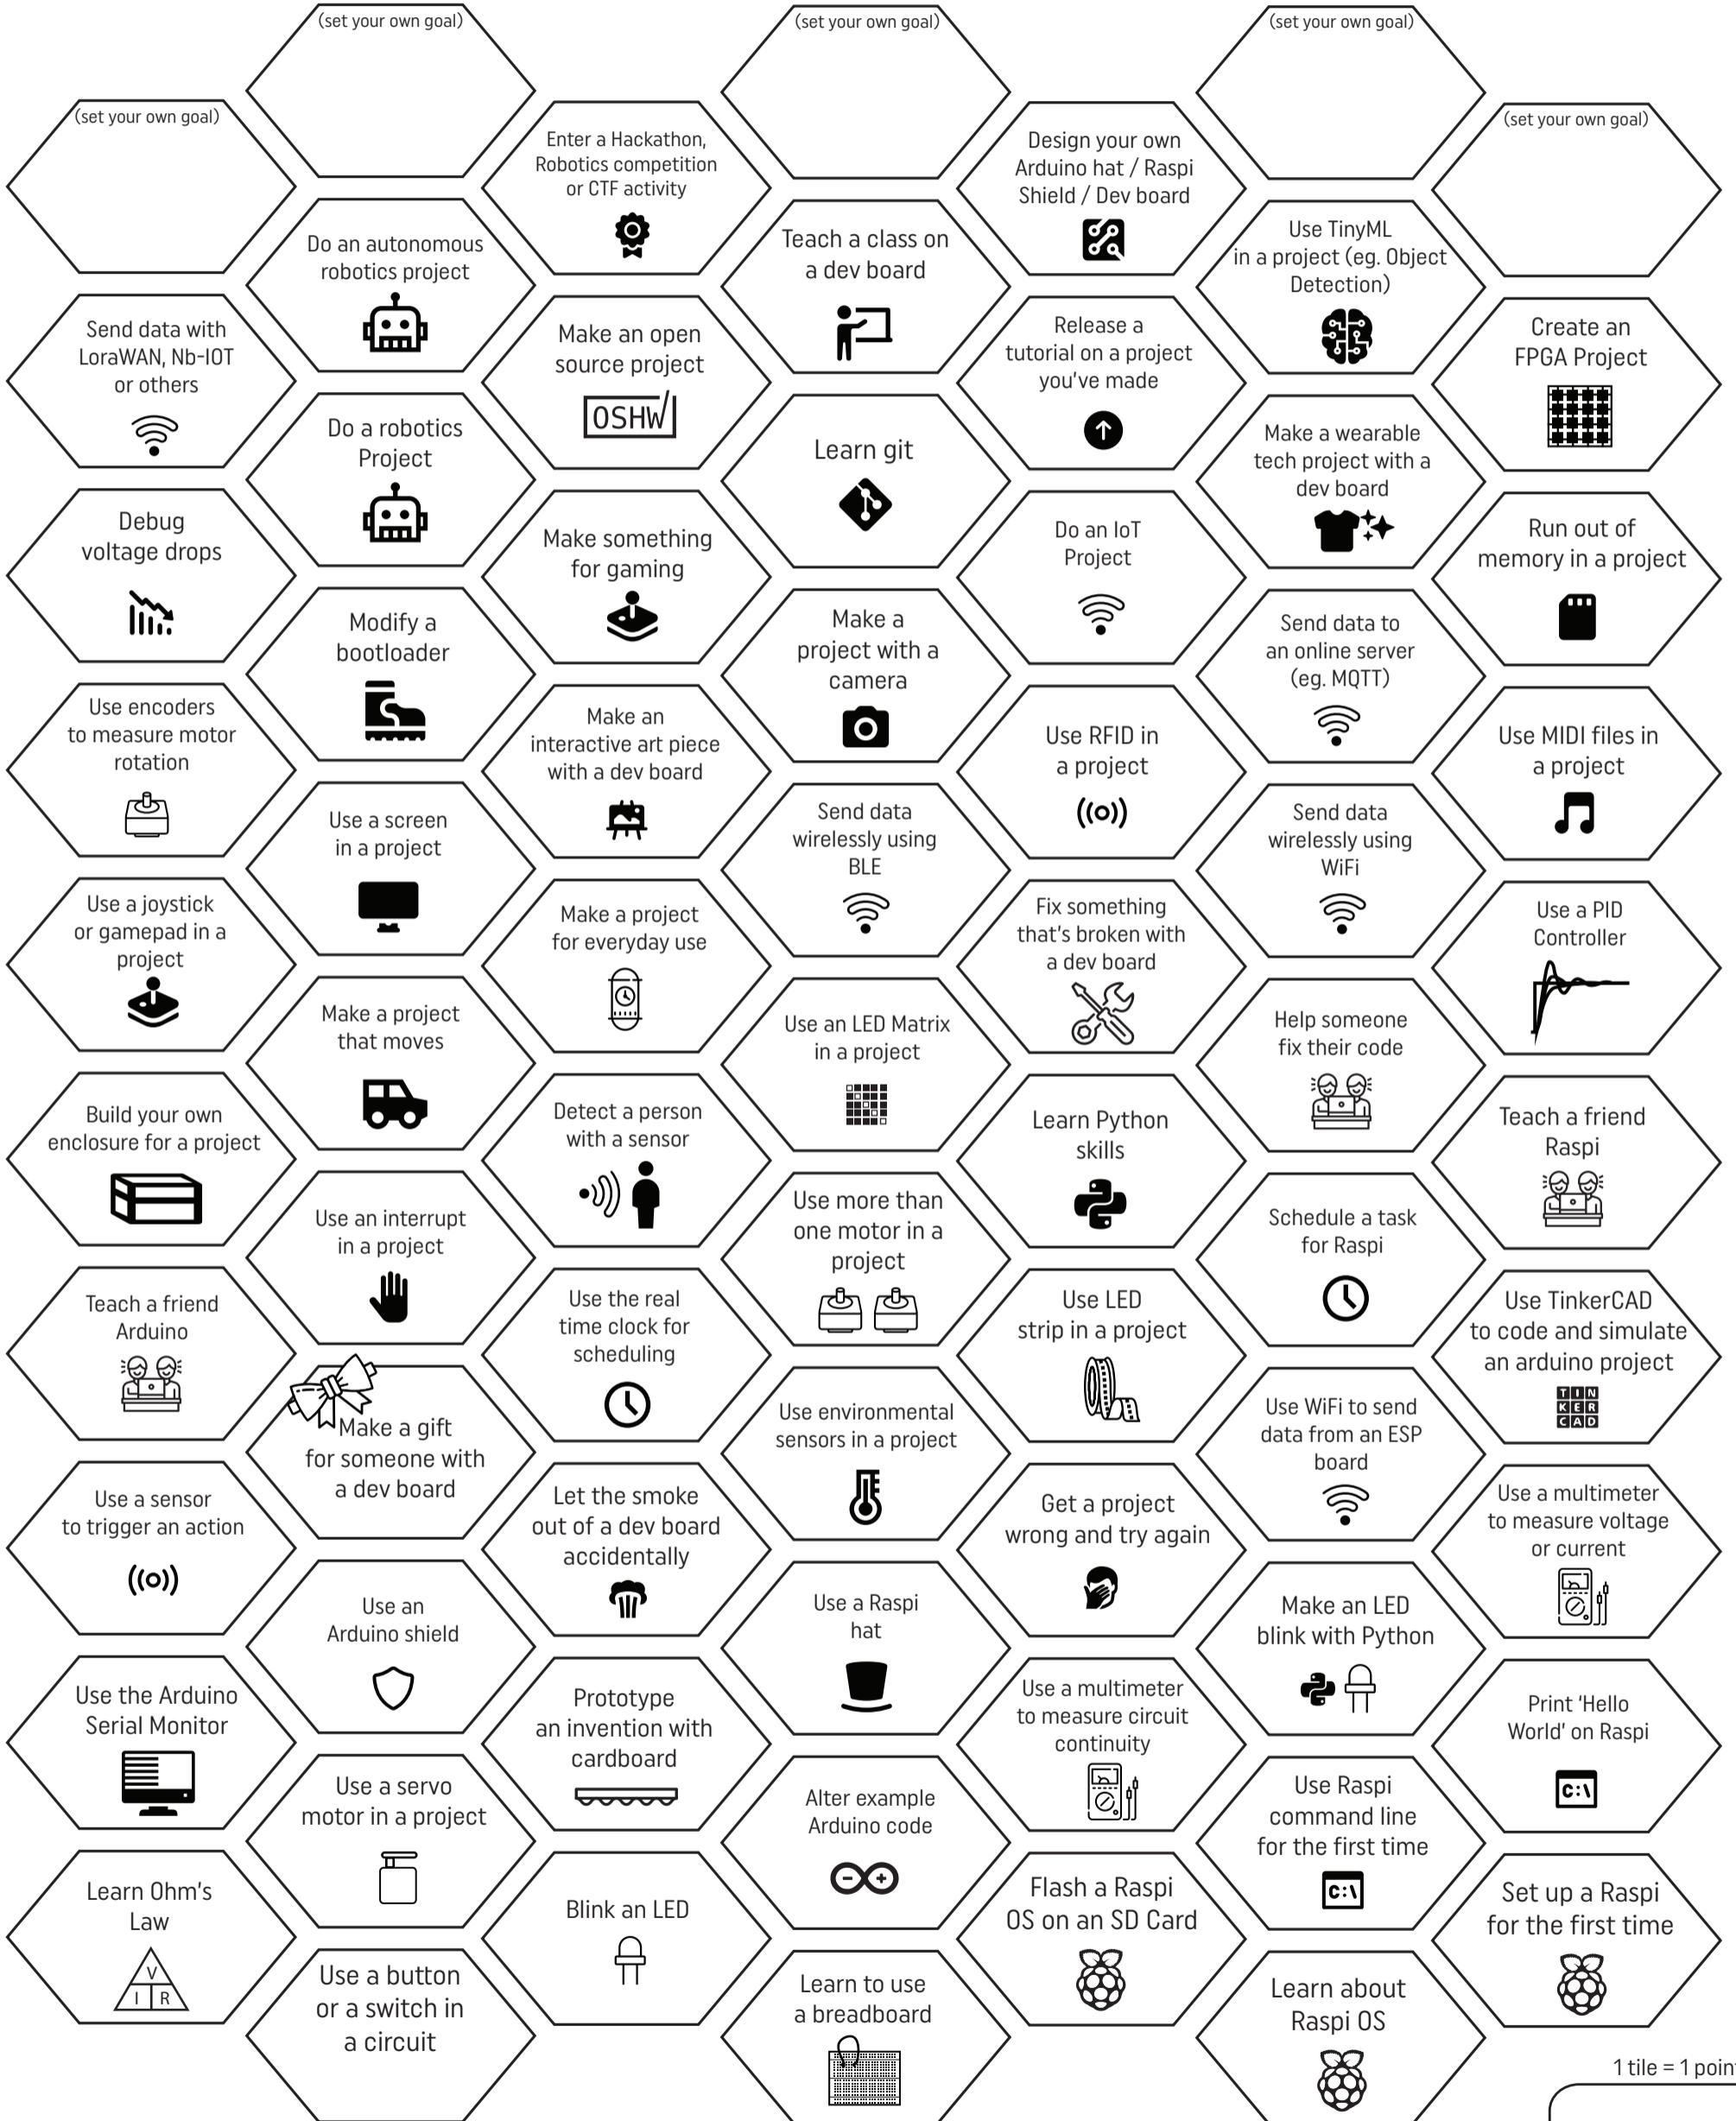 (set your own goal)
(set your own goal)
(set your own goal)
(set your own goal)
(set your own goal)
Enter a Hackathon,
Robotics competition
or CTF activity
Design your own
Arduino hat / Raspi
Shield / Dev board
Do an autonomous
robotics project
Teach a class on
a dev board
Use TinyML
in a project (eg. Object
Detection)
Send data with
LoraWAN, Nb-IOT
or others
Make an open
source project
OSHW
Release a
tutorial on a project
you've made
Create an
FPGA Project
Do a robotics
Project
Learn git
Make a wearable
tech project with a
dev board
Debug
voltage drops
Make something
for gaming
Do an IoT
Project
Run out of
memory in a project
Modify a
bootloader
Make a
project with a
camera
Send data to
an online server
(eg. MQTT)
Use encoders
to measure motor
rotation
Make an
interactive art piece
with a dev board
Use RFID in
a project
Use MIDI files in
a project
Use a screen
in a project
Send data
wirelessly using
BLE
Send data
wirelessly using
WiFi
Use a joystick
or gamepad in a
project
Make a project
for everyday use
Fix something
that's broken with
a dev board
Use a PID
Controller
Make a project
that moves
Use an LED Matrix
in a project
Help someone
fix their code
Build your own
enclosure for a project
Detect a person
with a sensor
Learn Python
skills
Teach a friend
Raspi
Use an interrupt
in a project
Use more than
one motor in a
project
Schedule a task
for Raspi
Teach a friend
Arduino
Use the real
time clock for
scheduling
Use LED
strip in a project
Use TinkerCAD
to code and simulate
an arduino project
TIN
KER
CAD
Make a gift
for someone with
a dev board
Use environmental
sensors in a project
Use WiFi to send
data from an ESP
board
Use a sensor
to trigger an action
Let the smoke
out of a dev board
accidentally
Get a project
wrong and try again
Use a multimeter
to measure voltage
or current
Use an
Arduino shield
Use a Raspi
hat
Make an LED
blink with Python
Use the Arduino
Serial Monitor
Prototype
an invention with
cardboard
Use a multimeter
to measure circuit
continuity
Print 'Hello
World' on Raspi
C:\
Use a servo
motor in a project
Alter example
Arduino code
Use Raspi
command line
for the first time
C:\
Learn Ohm's
Law
V
I R
Blink an LED
Flash a Raspi
OS on an SD Card
Set up a Raspi
for the first time
Use a button
or a switch in
a circuit
Learn to use
a breadboard
Learn about
Raspi OS
1 tile = 1 poin